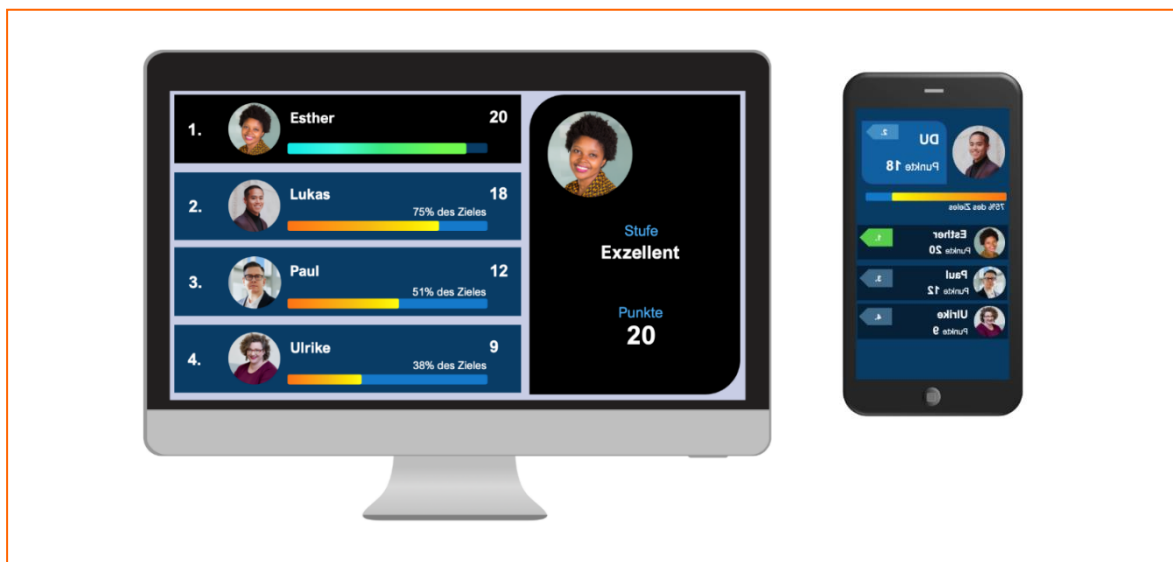 1.
Esther
20
2.
Lukas
18
75% des Zieles
3.
Paul
12
51% des Zieles
4.
Ulrike
9
38% des Zieles
Stufe
Exzellent
Punkte
20
2.
DU
Punkte 18
75% des Zieles
1.
Esther
Punkte 20
3.
Paul
Punkte 12
4.
Ulrike
Punkte 9